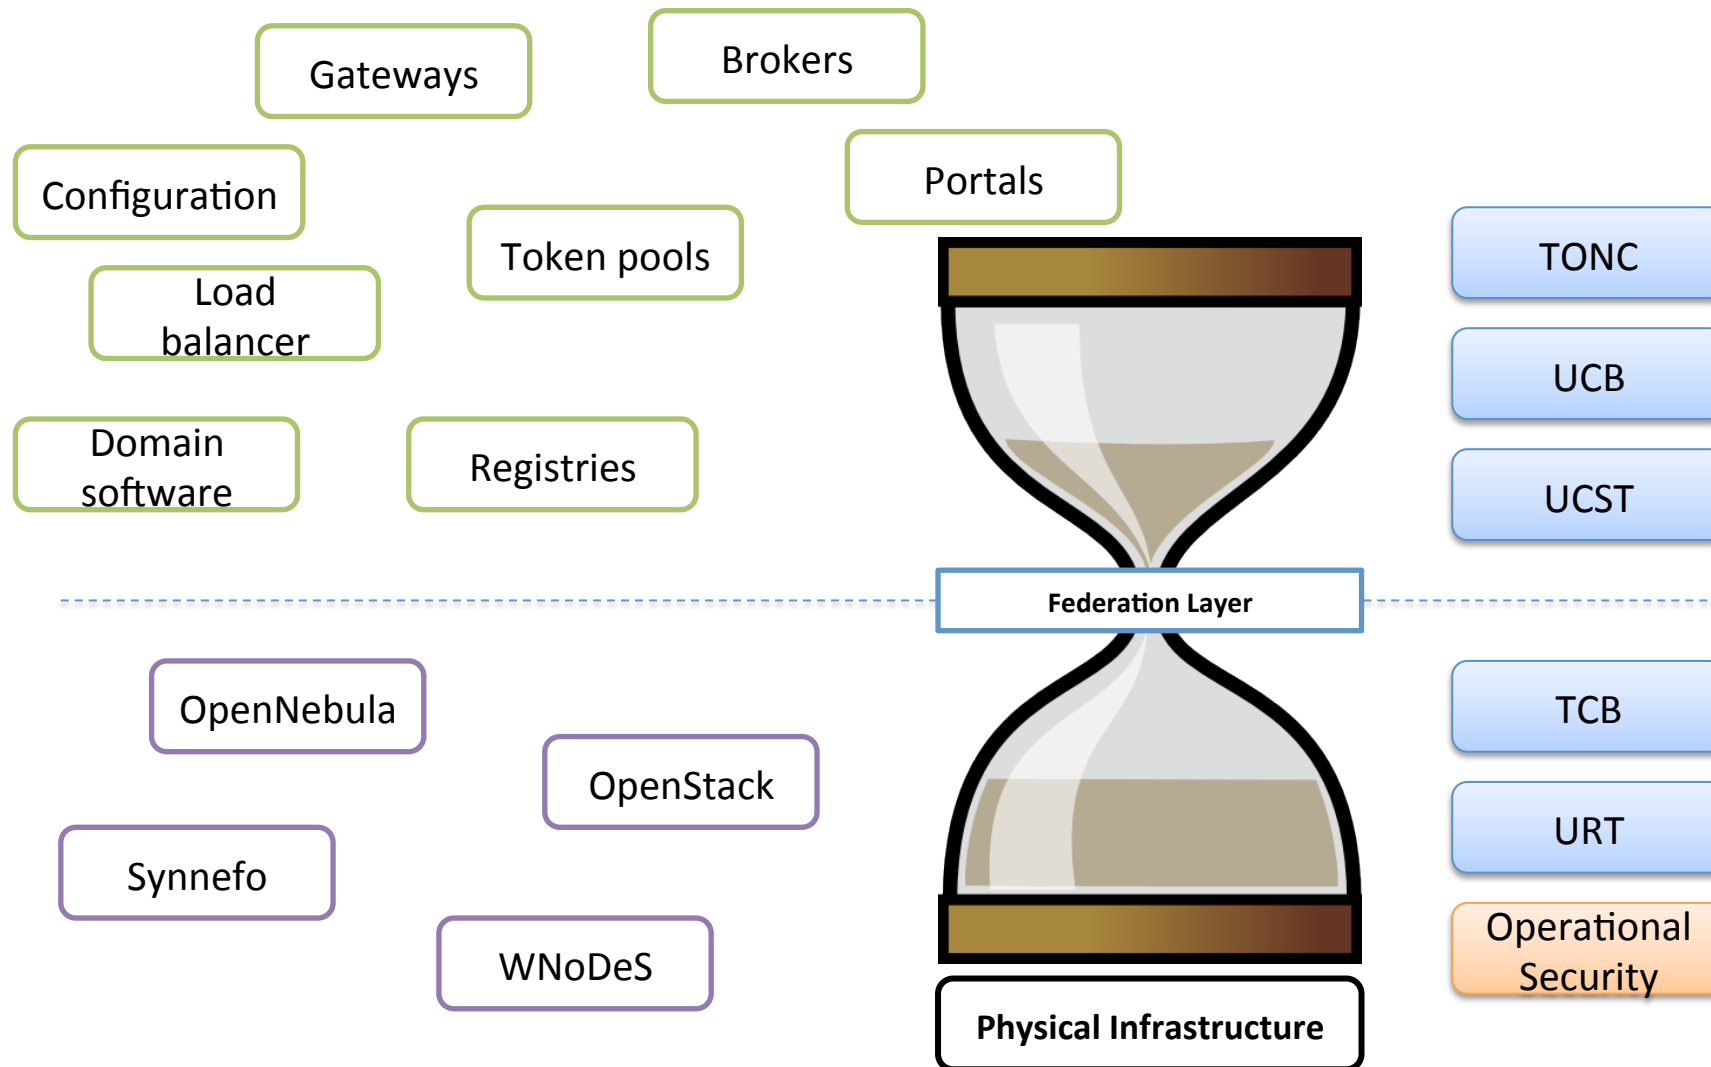 Gateways
Brokers
Portals
Configuration
Token pools
Load
balancer
Domain
software
Registries
TONC
UCB
UCST
Federation Layer
OpenNebula
OpenStack
Synnefo
WNoDeS
TCB
URT
Operational
Security
Physical Infrastructure